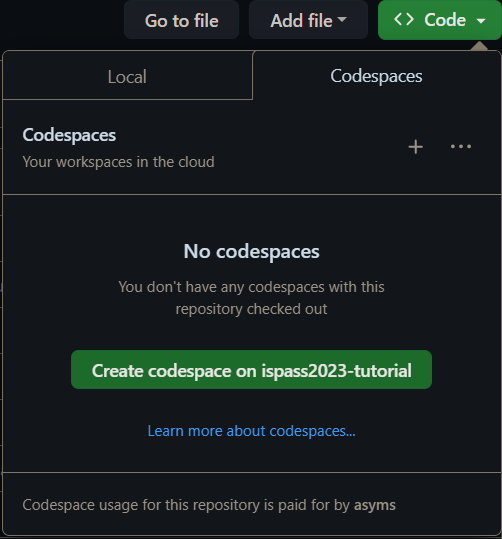 Go to file
Add file
<> Code
Local
Codespaces
Codespaces
Your workspaces in the cloud
No codespaces
You don't have any codespaces with this
repository checked out
Create codespace on ispass2023-tutorial
Learn more about codespaces...
Codespace usage for this repository is paid for by asyms